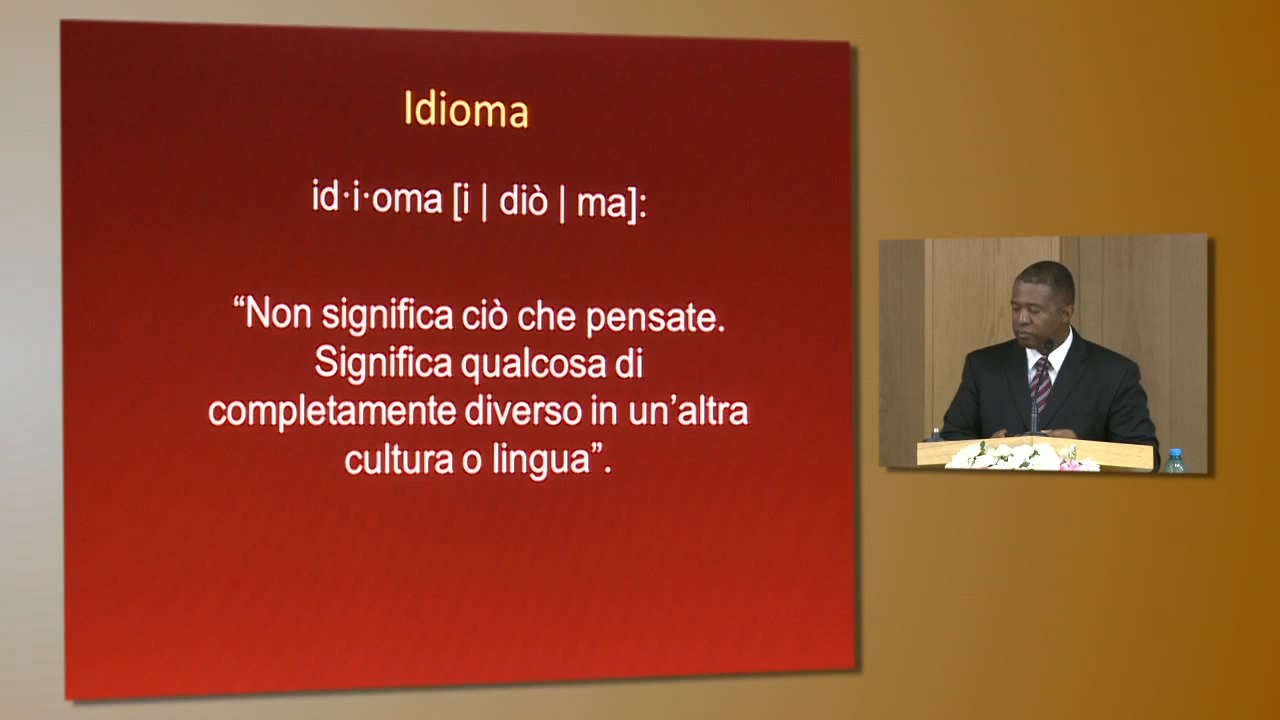 Idioma
id·i·oma [i | diò | ma]:
“Non significa ciò che pensate.
Significa qualcosa di
completamente diverso in un’altra
cultura o lingua”.